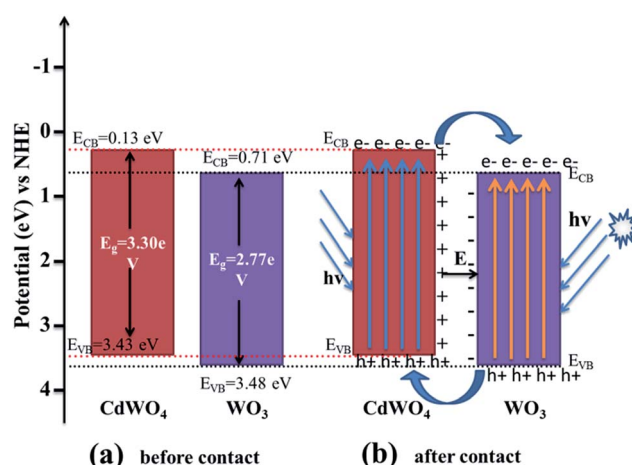 Potential (eV) vs NHE
-1
0
1
2
3
4
E_CB=0.13 eV
E_g=3.30e
V
E_VB=
3.43 eV
CdWO₄
E_CB=0.71 eV
E_g=2.77e
V
E_VB=3.48 eV
WO₃
(a) before contact
E_CB e- e- e- e- e-
+
+
+
+
+
+
+
+
+
hν
E
E_VB
h+ h+ h+ h+
CdWO₄
e- e- e- e- e-
E_CB
-
-
-
-
-
-
-
-
hν
E_VB
h+ h+ h+ h+ h+
WO₃
(b) after contact